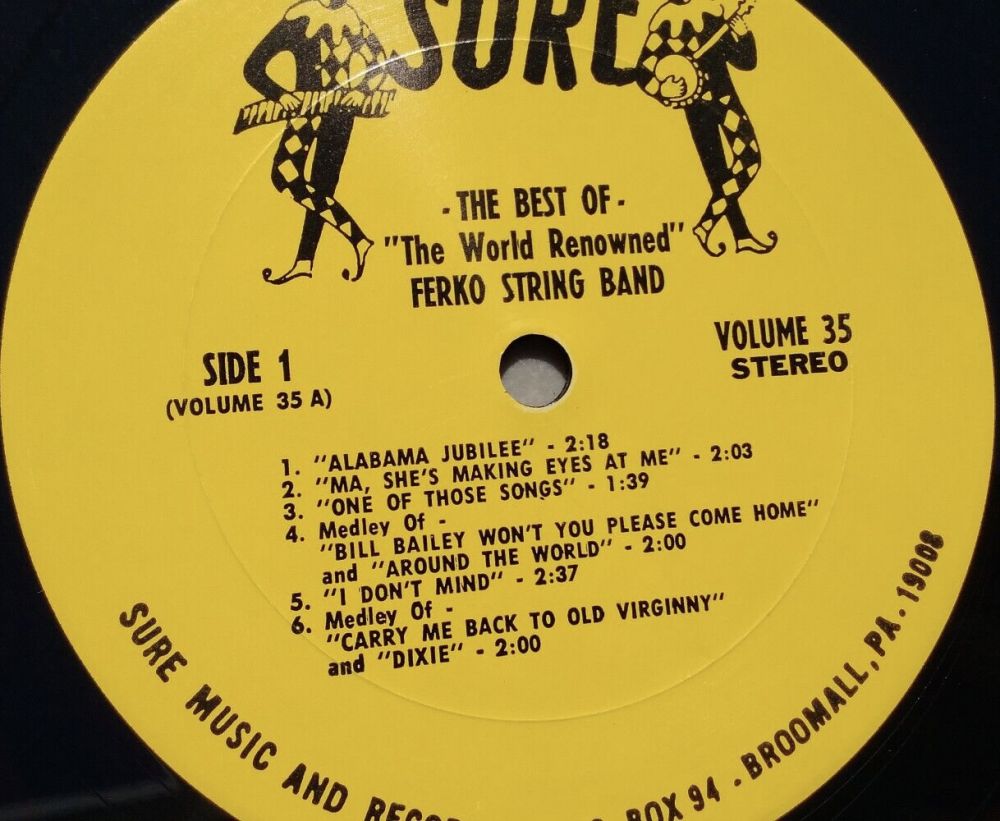 SURE
- THE BEST OF -
"The World Renowned"
FERKO STRING BAND
VOLUME 35
STEREO
SIDE 1
(VOLUME 35 A)
1. "ALABAMA JUBILEE" - 2:18
2. "MA, SHE'S MAKING EYES AT ME" - 2:03
3. "ONE OF THOSE SONGS" - 1:39
4. Medley Of -
"BILL BAILEY WON'T YOU PLEASE COME HOME"
and "AROUND THE WORLD" - 2:00
5. "I DON'T MIND" - 2:37
6. Medley Of -
"CARRY ME BACK TO OLD VIRGINNY"
and "DIXIE" - 2:00
SURE MUSIC AND BOX 94 - BROOMALL, PA. 19008